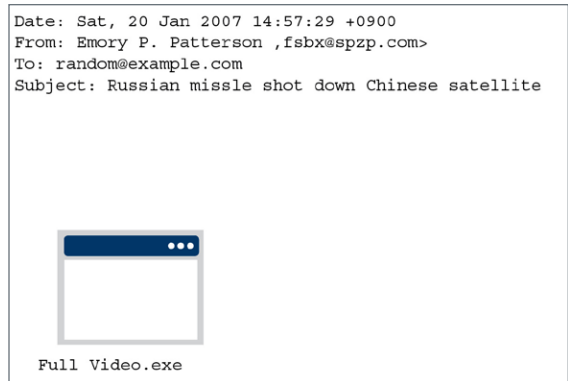 Date: Sat, 20 Jan 2007 14:57:29 +0900
From: Emory P. Patterson ,fsbx@spzp.com>
To: random@example.com
Subject: Russian missle shot down Chinese satellite
Full Video.exe